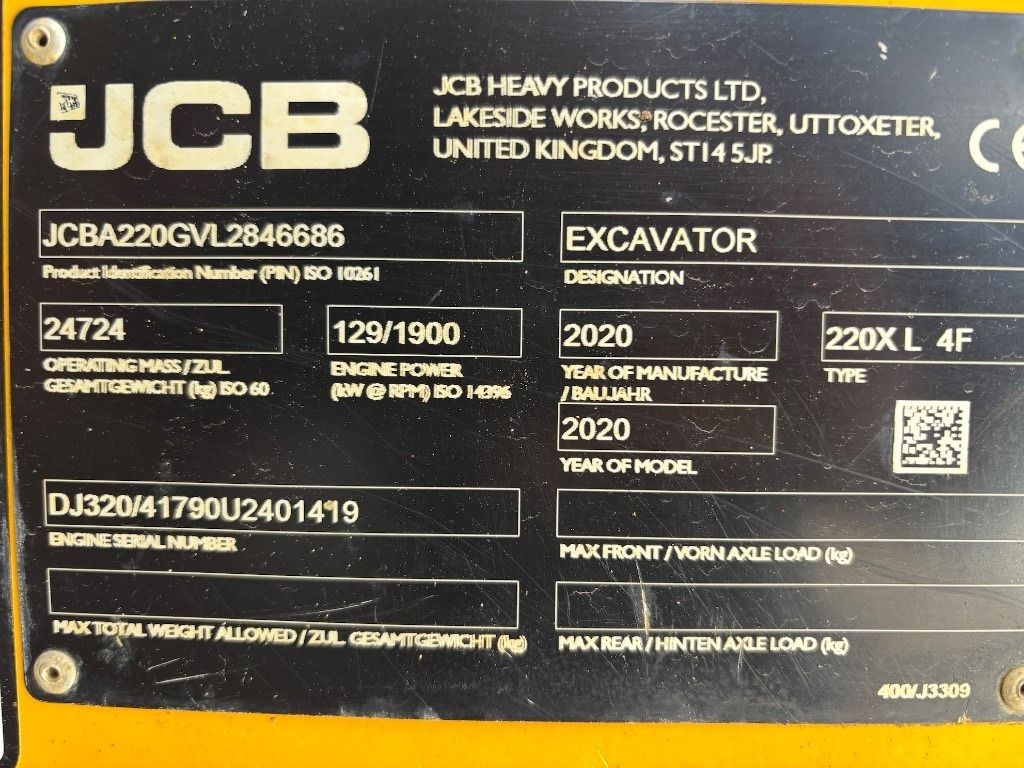 JCB
JCB HEAVY PRODUCTS LTD,
LAKESIDE WORKS, ROCESTER, UTTOXETER,
UNITED KINGDOM, ST14 5JP.
CE
JCBA220GVL2846686
Product Identification Number (PIN) ISO 10261
EXCAVATOR
DESIGNATION
24724
OPERATING MASS / ZUL.
GESAMTGEWICHT (kg) ISO 60
129/1900
ENGINE POWER
(kW @ RPM) ISO 14396
2020
YEAR OF MANUFACTURE
/ BAUJAHR
220X L 4F
TYPE
2020
YEAR OF MODEL
DJ320/41790U2401419
ENGINE SERIAL NUMBER
MAX FRONT / VORN AXLE LOAD (kg)
MAX TOTAL WEIGHT ALLOWED / ZUL. GESAMTGEWICHT (kg)
MAX REAR / HINTEN AXLE LOAD (kg)
400/J3309